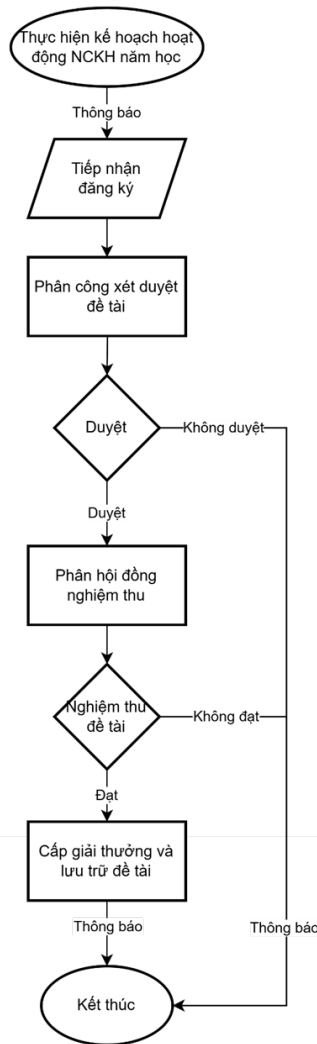 Thực hiện kế hoạch hoạt
động NCKH năm học
Thông báo
Tiếp nhận
đăng ký
Phân công xét duyệt
đề tài
Duyệt
Không duyệt
Duyệt
Phân hội đồng
nghiệm thu
Nghiệm thu
đề tài
Không đạt
Đạt
Cấp giải thưởng và
lưu trữ đề tài
Thông báo
Thông báo
Kết thúc